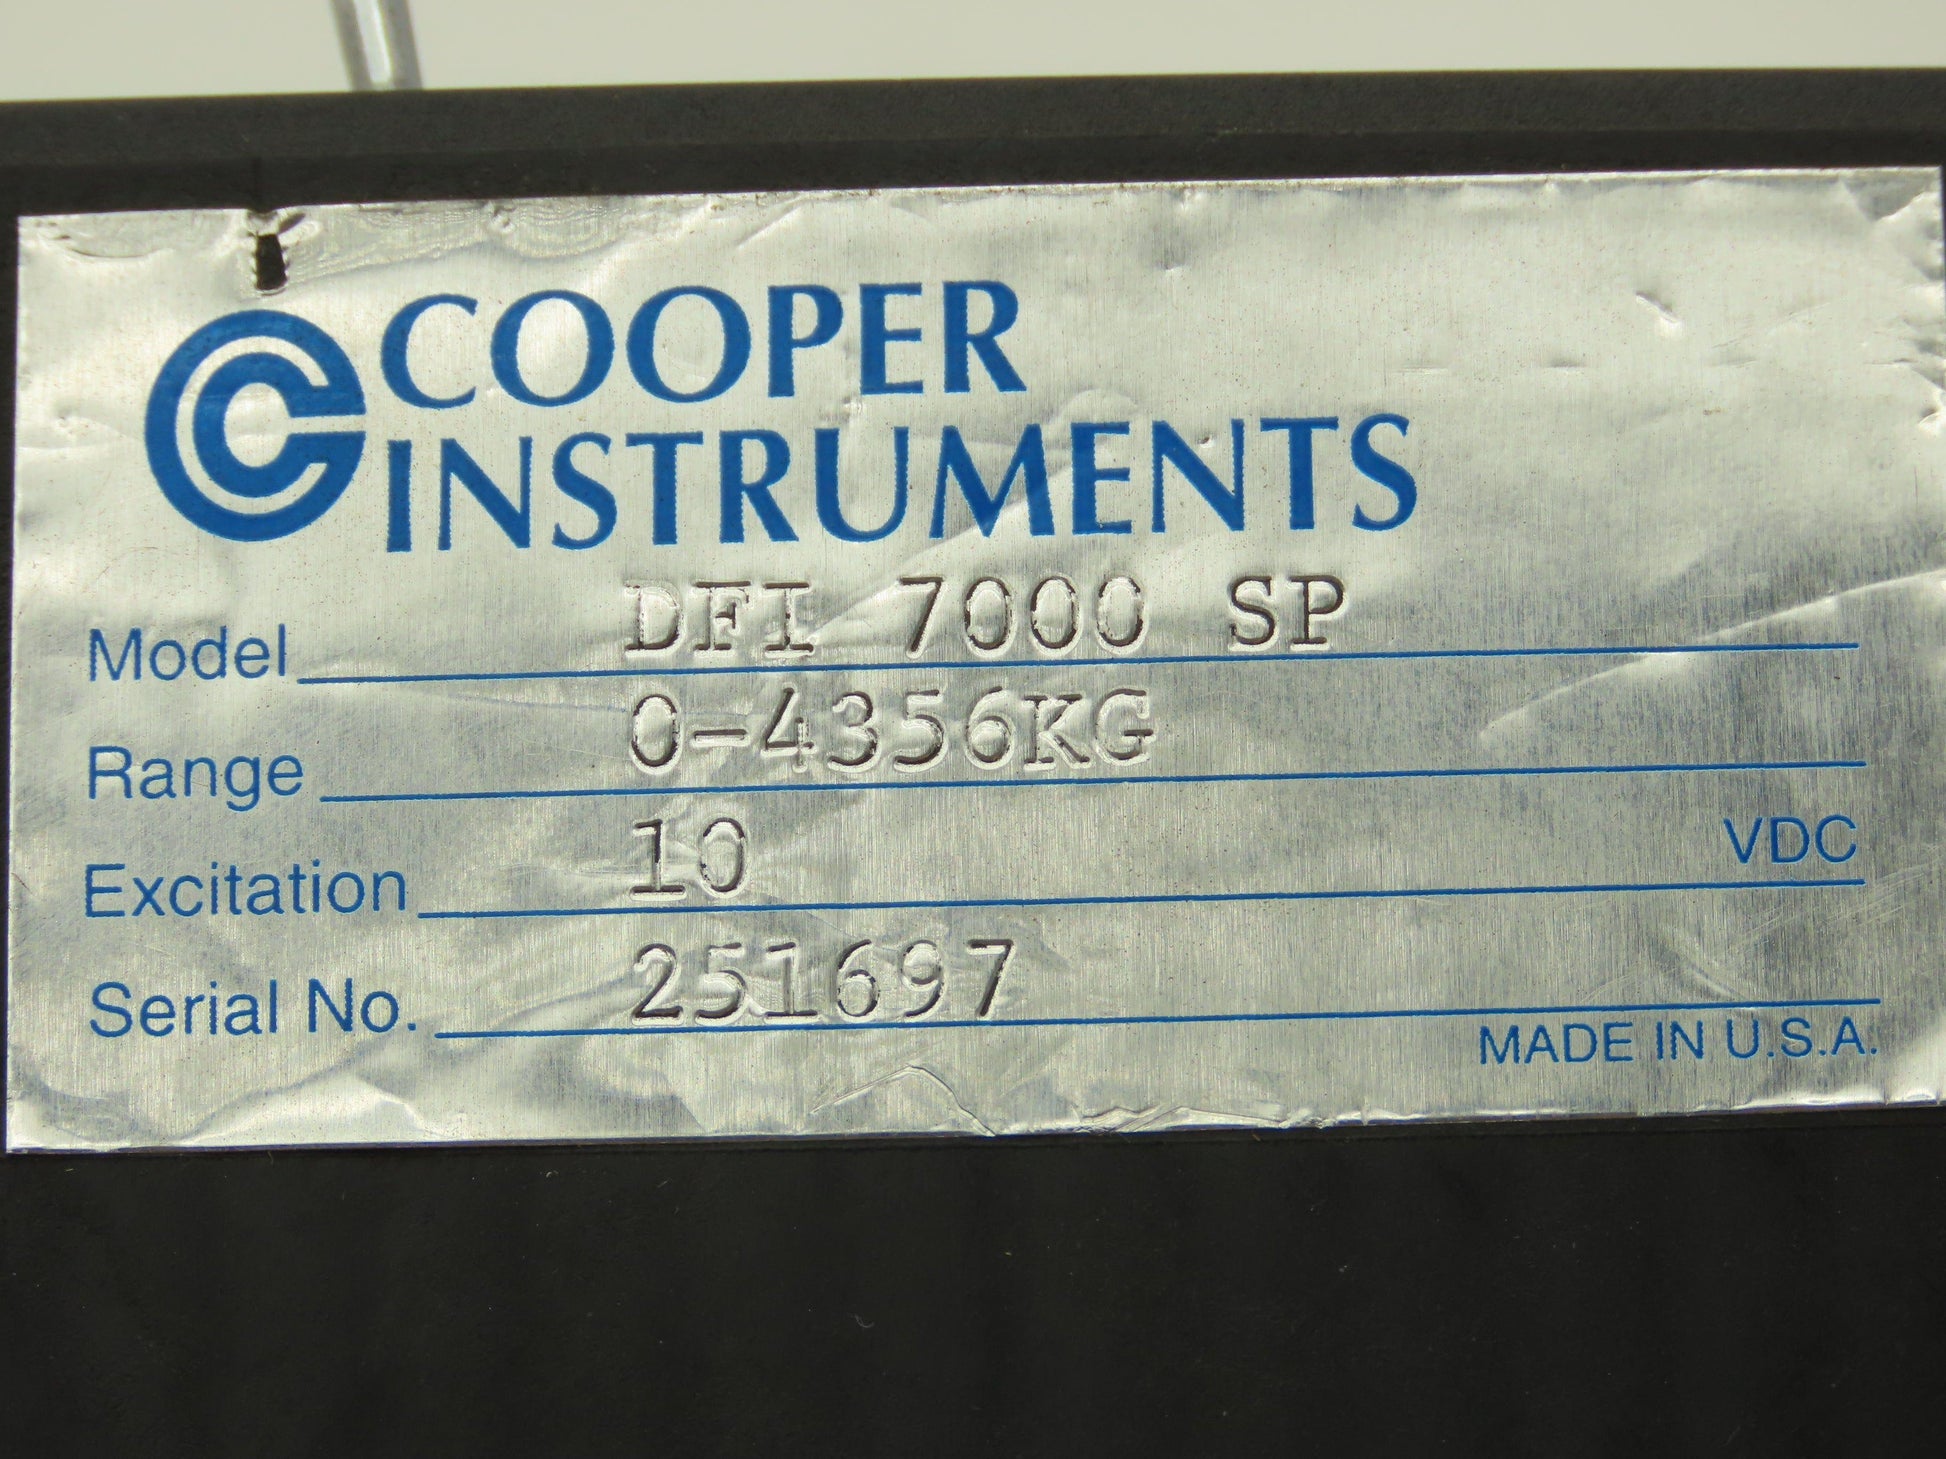 COOPER
INSTRUMENTS
Model DFI 7000 SP
Range 0-4356KG
Excitation 10 VDC
Serial No. 251697
MADE IN U.S.A.